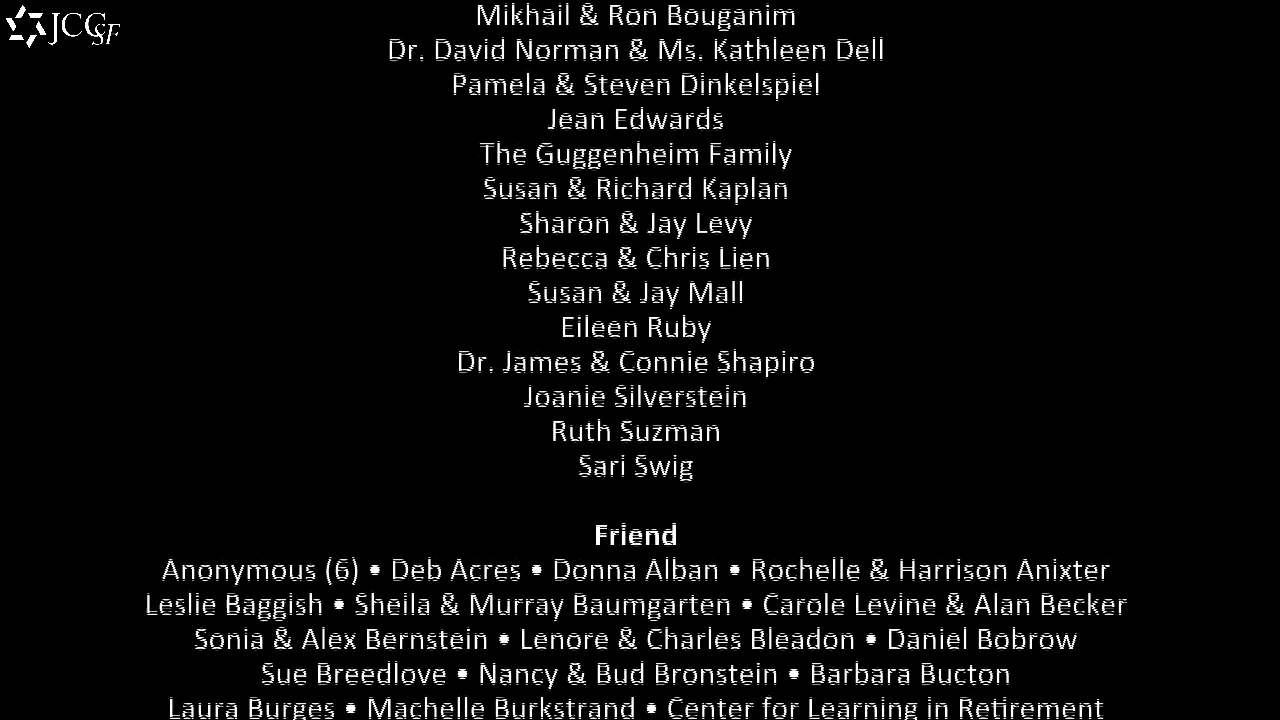 JCCSF
Mikhail & Ron Bouganim
Dr. David Norman & Ms. Kathleen Dell
Pamela & Steven Dinkelspiel
Jean Edwards
The Guggenheim Family
Susan & Richard Kaplan
Sharon & Jay Levy
Rebecca & Chris Lien
Susan & Jay Mall
Eileen Ruby
Dr. James & Connie Shapiro
Joanie Silverstein
Ruth Suzman
Sari Swig
Friend
Anonymous (6) • Deb Acres • Donna Alban • Rochelle & Harrison Anixter
Leslie Baggish • Sheila & Murray Baumgarten • Carole Levine & Alan Becker
Sonia & Alex Bernstein • Lenore & Charles Bleadon • Daniel Bobrow
Sue Breedlove • Nancy & Bud Bronstein • Barbara Bucton
Laura Burges • Machelle Burkstrand • Center for Learning in Retirement